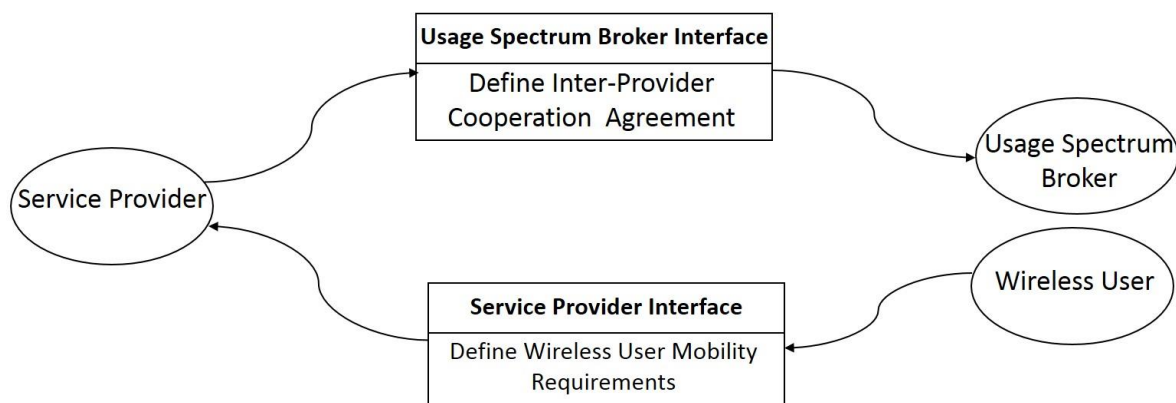 Usage Spectrum Broker Interface
Define Inter-Provider
Cooperation Agreement
Service Provider
Usage Spectrum
Broker
Wireless User
Service Provider Interface
Define Wireless User Mobility
Requirements